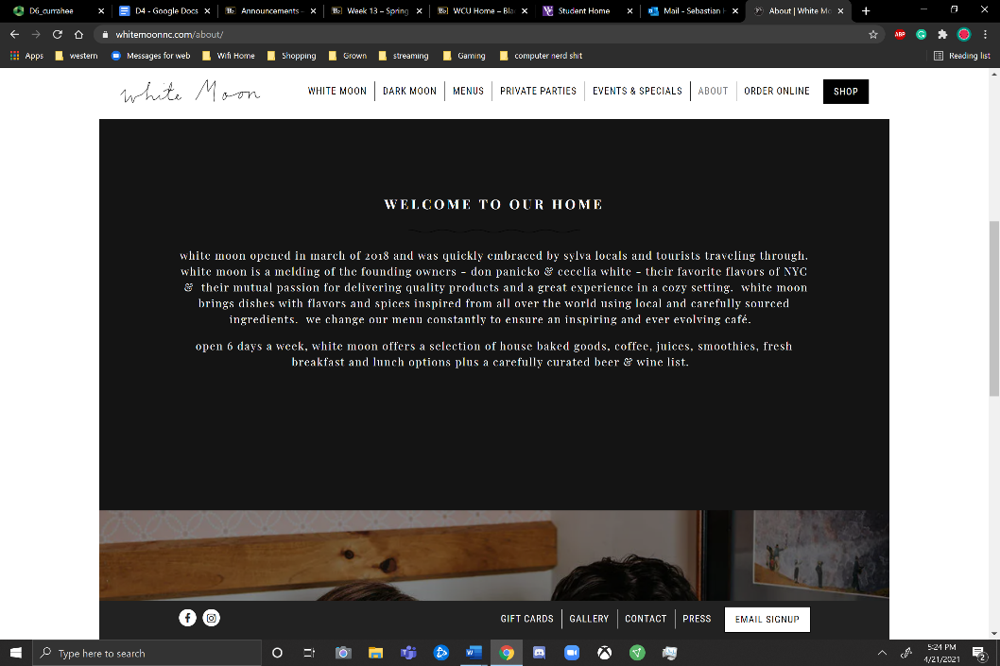 D6_currahee
D4 - Google Docs
Announcements -
Week 13 – Spring
WCU Home – Bla
Student Home
Mail - Sebastian H
About | White Mo
whitemoonnc.com/about/
ABP
Apps
western
Messages for web
Wifi Home
Shopping
Grown
streaming
Gaming
computer nerd shit
Reading list
white Moon
WHITE MOON
DARK MOON
MENUS
PRIVATE PARTIES
EVENTS & SPECIALS
ABOUT
ORDER ONLINE
SHOP
WELCOME TO OUR HOME
white moon opened in march of 2018 and was quickly embraced by sylva locals and tourists traveling through.
white moon is a melding of the founding owners – don panicko & cecelia white – their favorite flavors of NYC
& their mutual passion for delivering quality products and a great experience in a cozy setting. white moon
brings dishes with flavors and spices inspired from all over the world using local and carefully sourced
ingredients. we change our menu constantly to ensure an inspiring and ever evolving café.
open 6 days a week, white moon offers a selection of house baked goods, coffee, juices, smoothies, fresh
breakfast and lunch options plus a carefully curated beer & wine list.
GIFT CARDS
GALLERY
CONTACT
PRESS
EMAIL SIGNUP
Type here to search
5:24 PM
4/21/2021
2